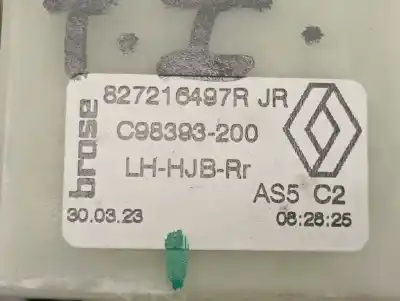 P.I
827216497R JR
C98393-200
LH-HJB-Rr
AS5 C2
brose
30.03.23
08:28:25